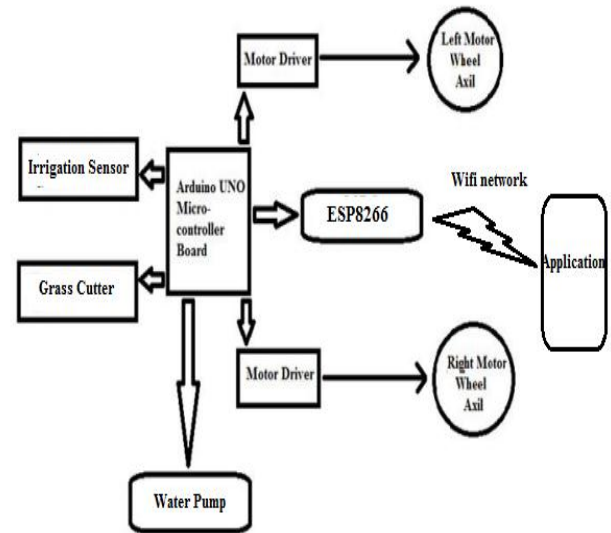 Motor Driver
Left Motor
Wheel
Axil
Irrigation Sensor
Arduino UNO
Micro-
controller
Board
ESP8266
Wifi network
Application
Grass Cutter
Motor Driver
Right Motor
Wheel
Axil
Water Pump